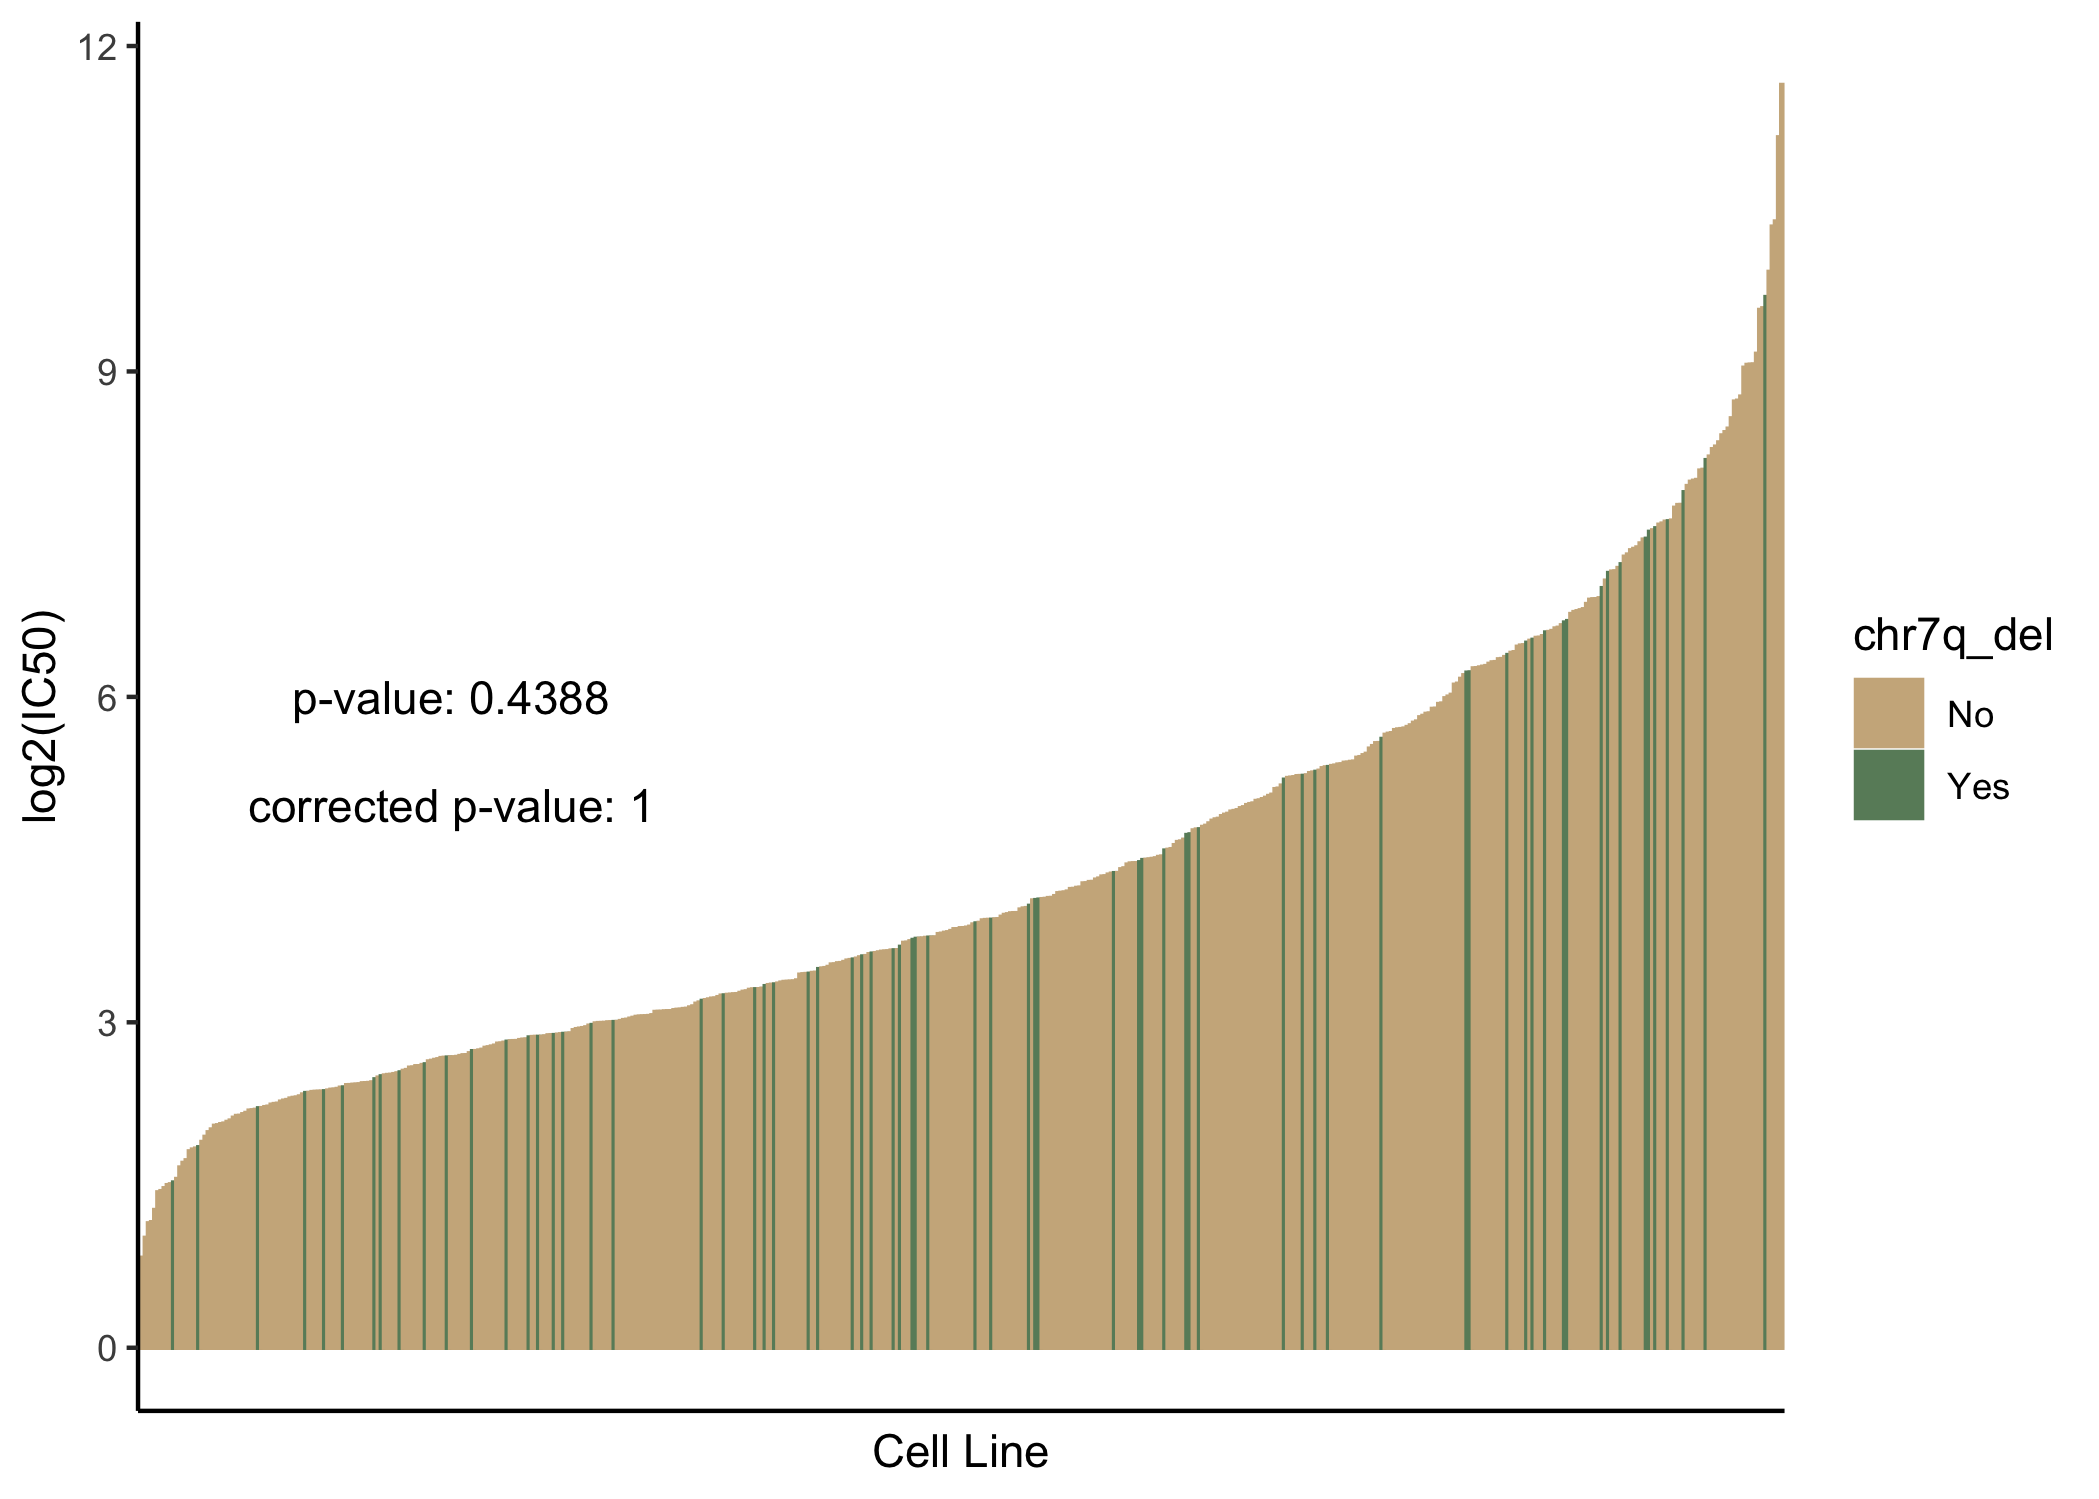 12
9
6
3
0
log2(IC50)
p-value: 0.4388
corrected p-value: 1
Cell Line
chr7q_del
No
Yes